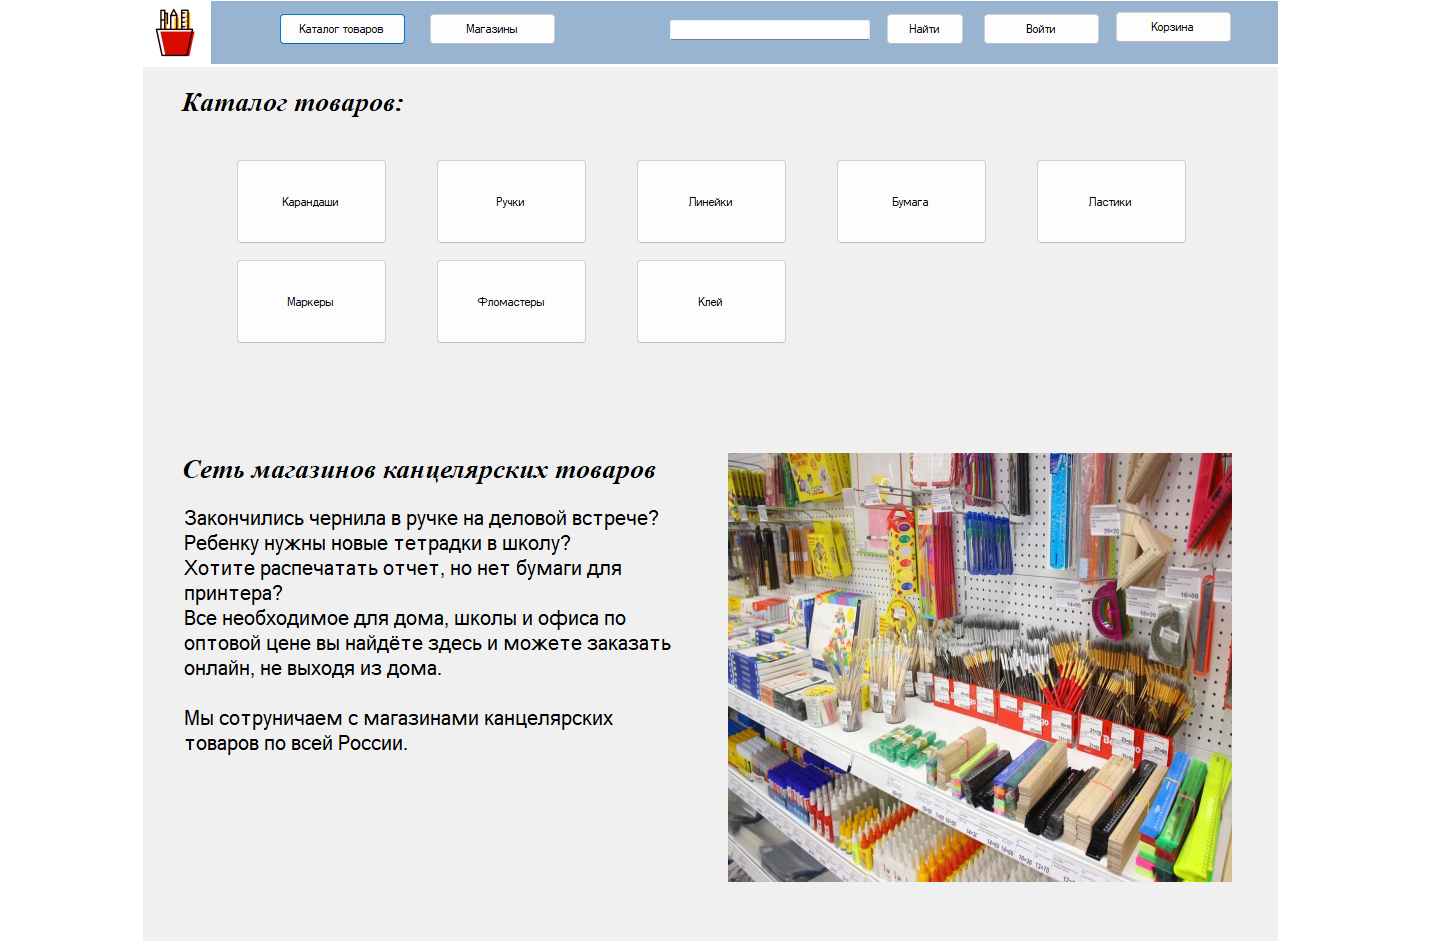 Каталог товаров Магазины Найти Войти Корзина
Каталог товаров:
Карандаши Ручки Линейки Бумага Ластики
Маркеры Фломастеры Клей
Сеть магазинов канцелярских товаров
Закончились чернила в ручке на деловой встрече?
Ребенку нужны новые тетрадки в школу?
Хотите распечатать отчет, но нет бумаги для
принтера?
Все необходимое для дома, школы и офиса по
оптовой цене вы найдёте здесь и можете заказать
онлайн, не выходя из дома.
Мы сотруничаем с магазинами канцелярских
товаров по всей России.